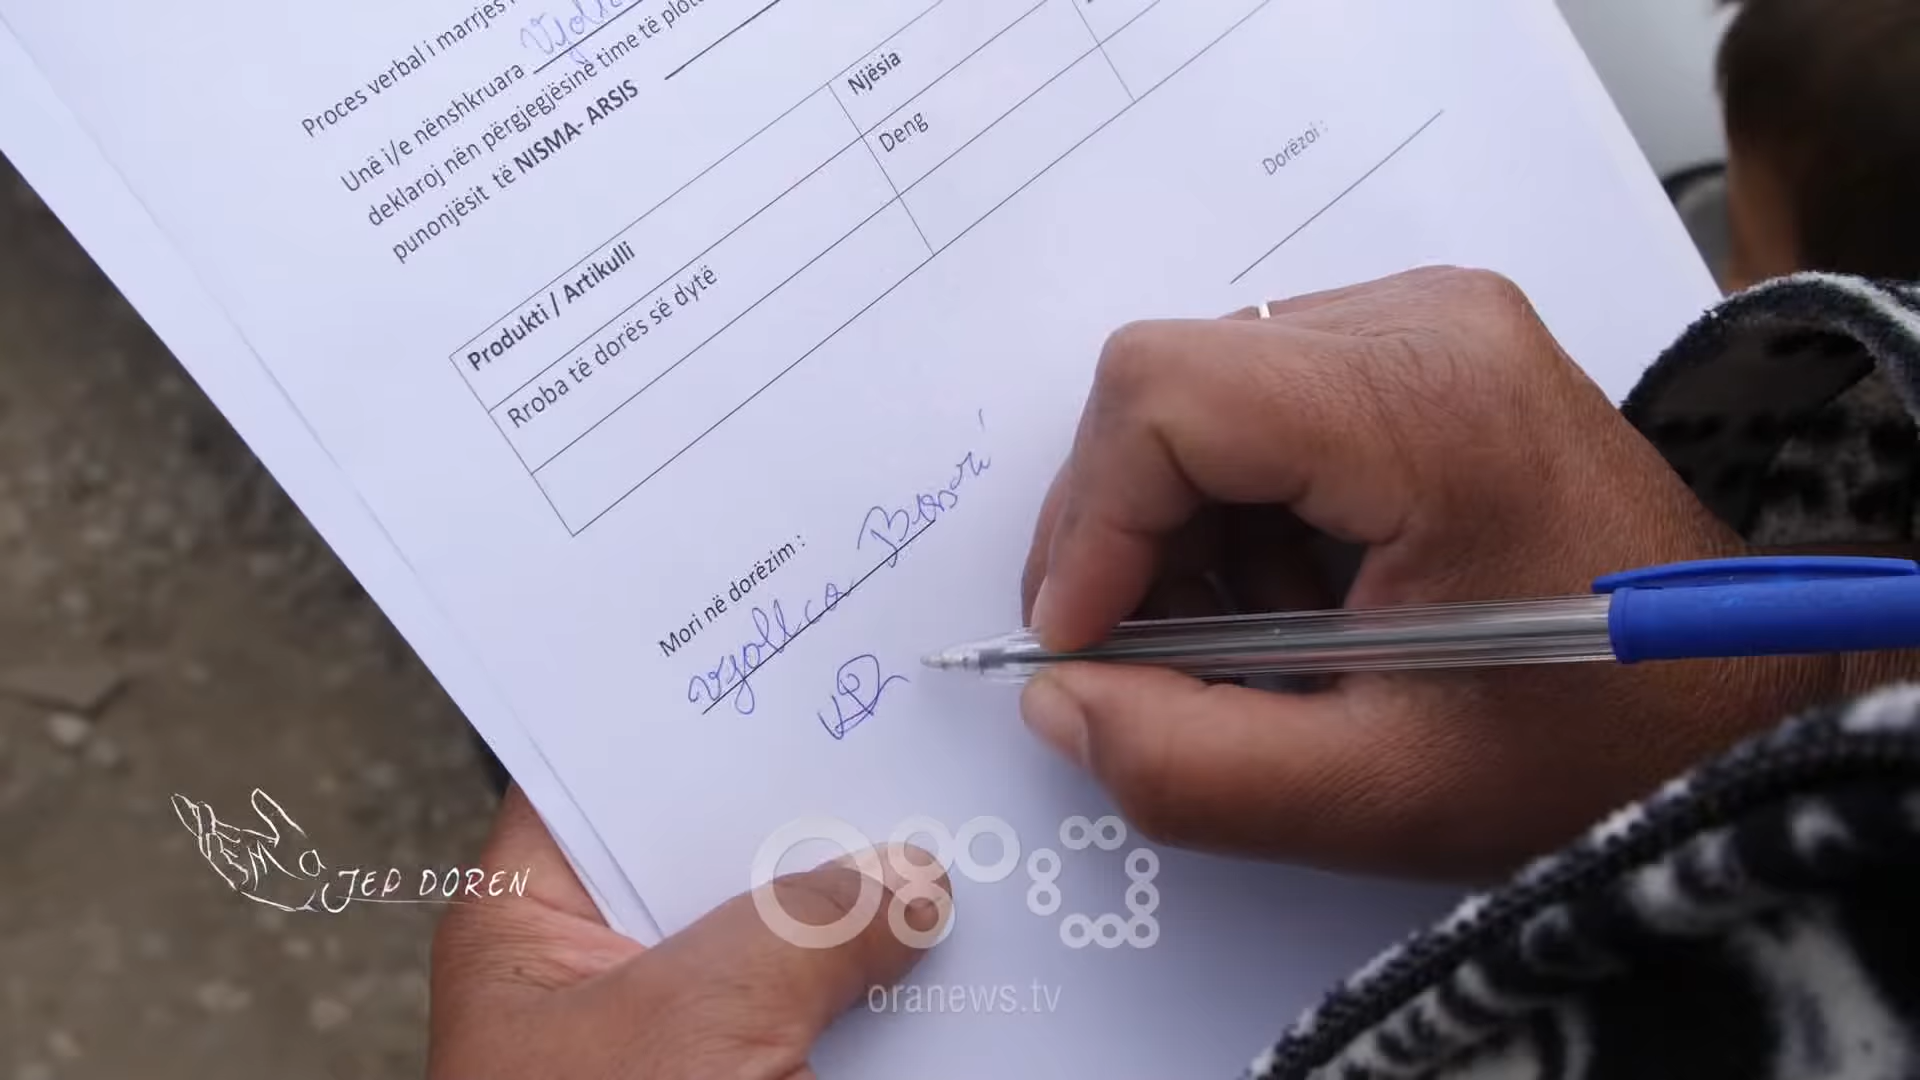 Proces verbal i marrjes
Unë i/e nënshkruara
deklaroj nën përgjegjësinë time të plotë
punonjësit të NISMA- ARSIS
Produkti / Artikulli Njësia
Rroba të dorës së dytë Deng
Dorëzoi :
Mori në dorëzim :
Vjollca
JEP DOREN
ora
oranews.tv